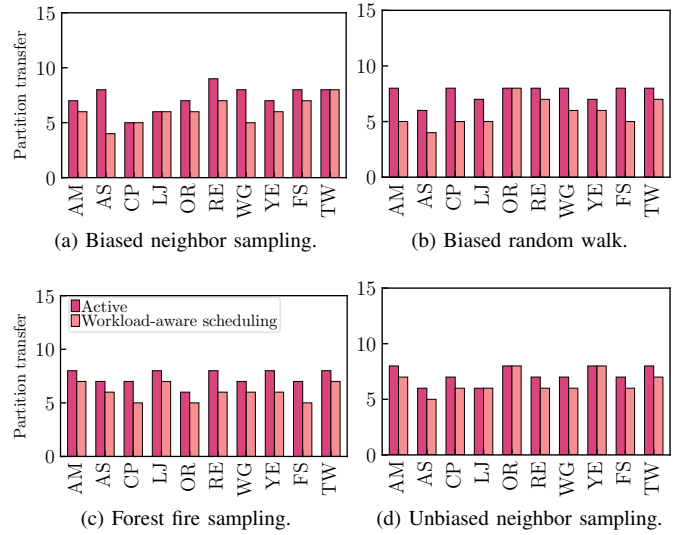 15
10
5
0
Partition transfer
AM AS CP LJ OR RE WG YE FS TW
(a) Biased neighbor sampling.
15
10
5
0
AM AS CP LJ OR RE WG YE FS TW
(b) Biased random walk.
15
10
5
0
Partition transfer
Active
Workload-aware scheduling
AM AS CP LJ OR RE WG YE FS TW
(c) Forest fire sampling.
15
10
5
0
AM AS CP LJ OR RE WG YE FS TW
(d) Unbiased neighbor sampling.